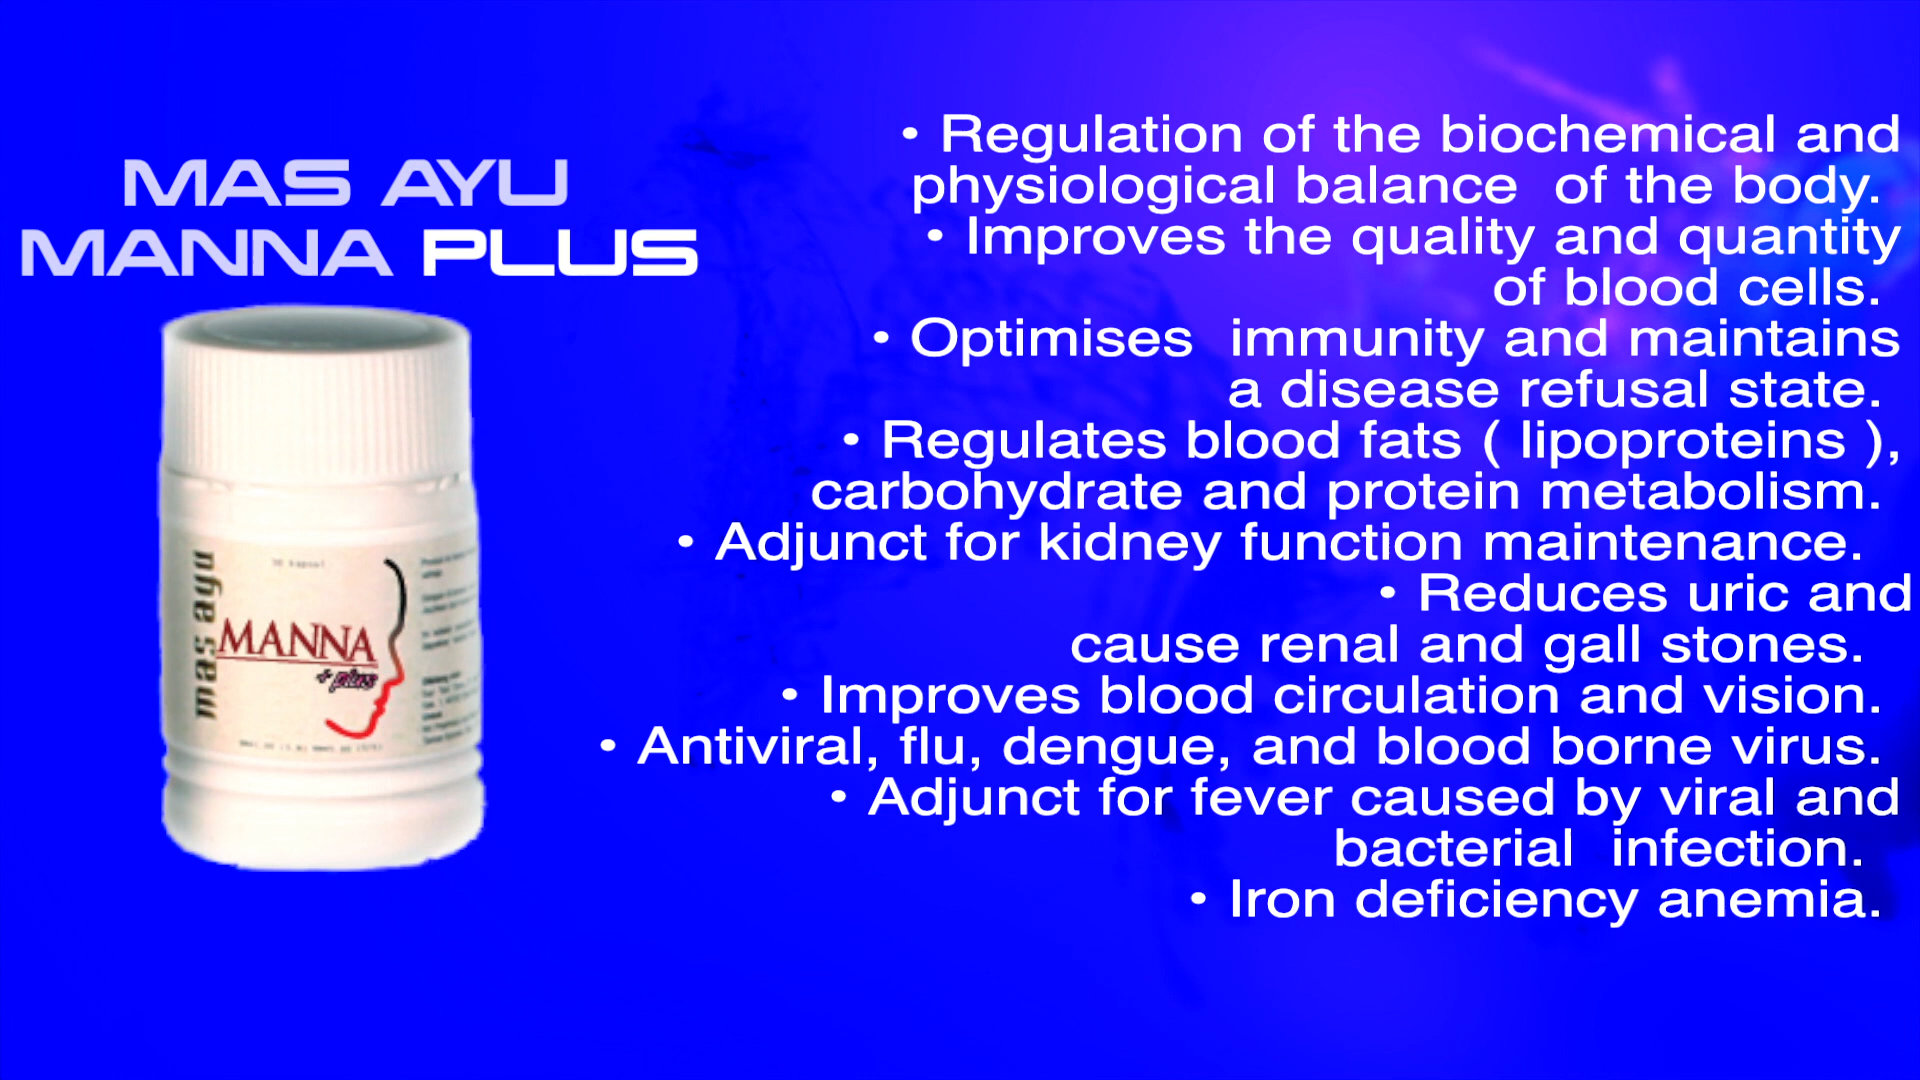 MAS AYU
MANNA PLUS
• Regulation of the biochemical and
physiological balance of the body.
• Improves the quality and quantity
of blood cells.
• Optimises immunity and maintains
a disease refusal state.
• Regulates blood fats ( lipoproteins ),
carbohydrate and protein metabolism.
• Adjunct for kidney function maintenance.
• Reduces uric and
cause renal and gall stones.
• Improves blood circulation and vision.
• Antiviral, flu, dengue, and blood borne virus.
• Adjunct for fever caused by viral and
bacterial infection.
• Iron deficiency anemia.
mas ayu
30 Kapsul
MANNA
+ plus